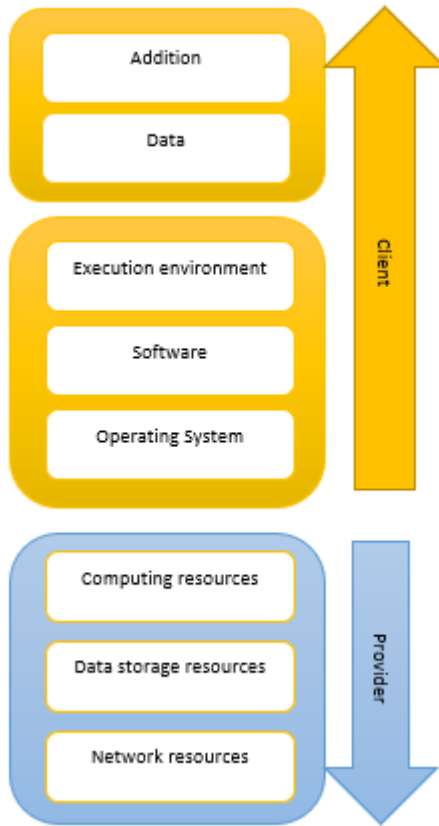 Addition
Data
Execution environment
Software
Operating System
Client
Computing resources
Data storage resources
Network resources
Provider